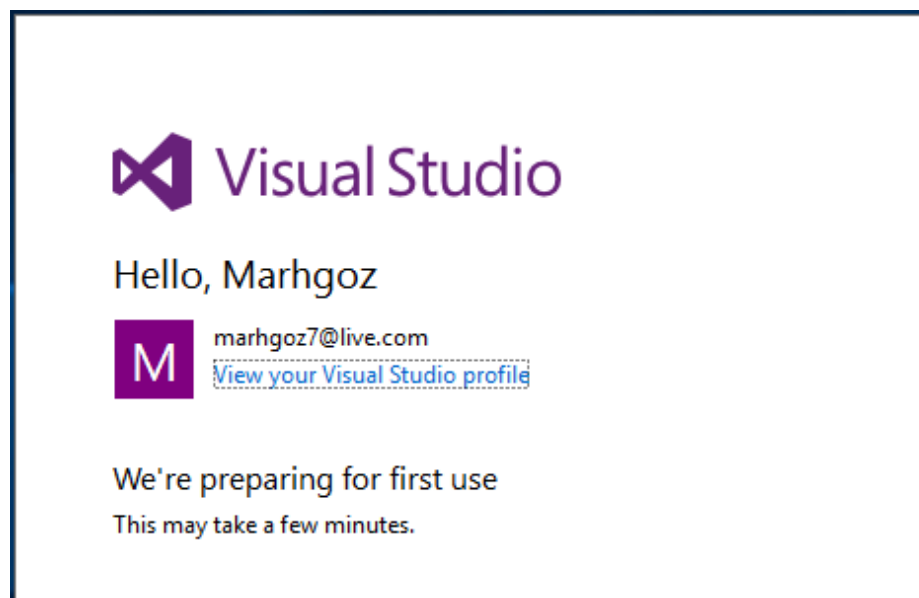 Visual Studio
Hello, Marhgoz
M
marhgoz7@live.com
View your Visual Studio profile
We're preparing for first use
This may take a few minutes.